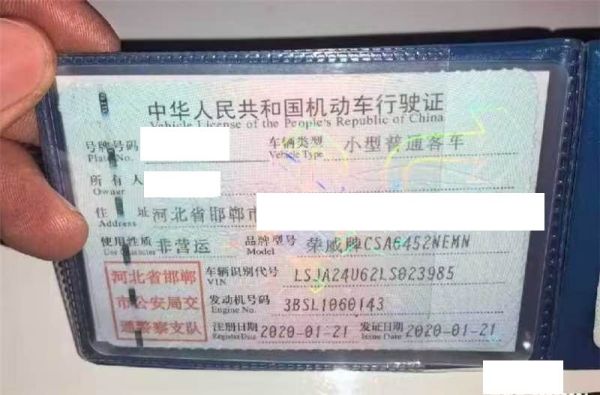 中华人民共和国机动车行驶证
Vehicle License of the People's Republic of China
号牌号码 车辆类型 小型普通客车
Plate No. Vehicle Type
所有人
Owner
住 址 河北省邯郸市
使用性质 非营运 品牌型号 荣威牌CSA6452NEMN
Use Character Model
河北省邯郸 车辆识别代号 LSJA24U62LS023985
VIN
市公安局交 发动机号码 3BSL1060143
Engine No.
通警察支队 注册日期 2020-01-21 发证日期 2020-01-21
Register Date Issue Date